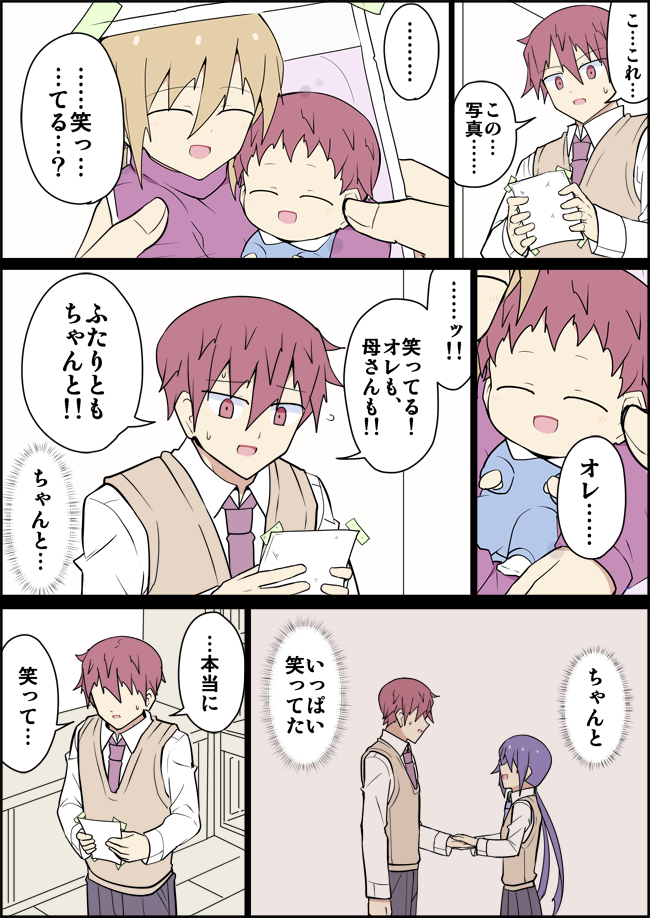 こ…これ…
この…
写真……
………
……笑っ…
…てる…?
オレ……
……ッ!!
笑ってる!
オレも、
母さんも!!
ふたりとも
ちゃんと!!
ちゃんと…
ちゃんと
いっぱい
笑ってた
…本当に
笑って…